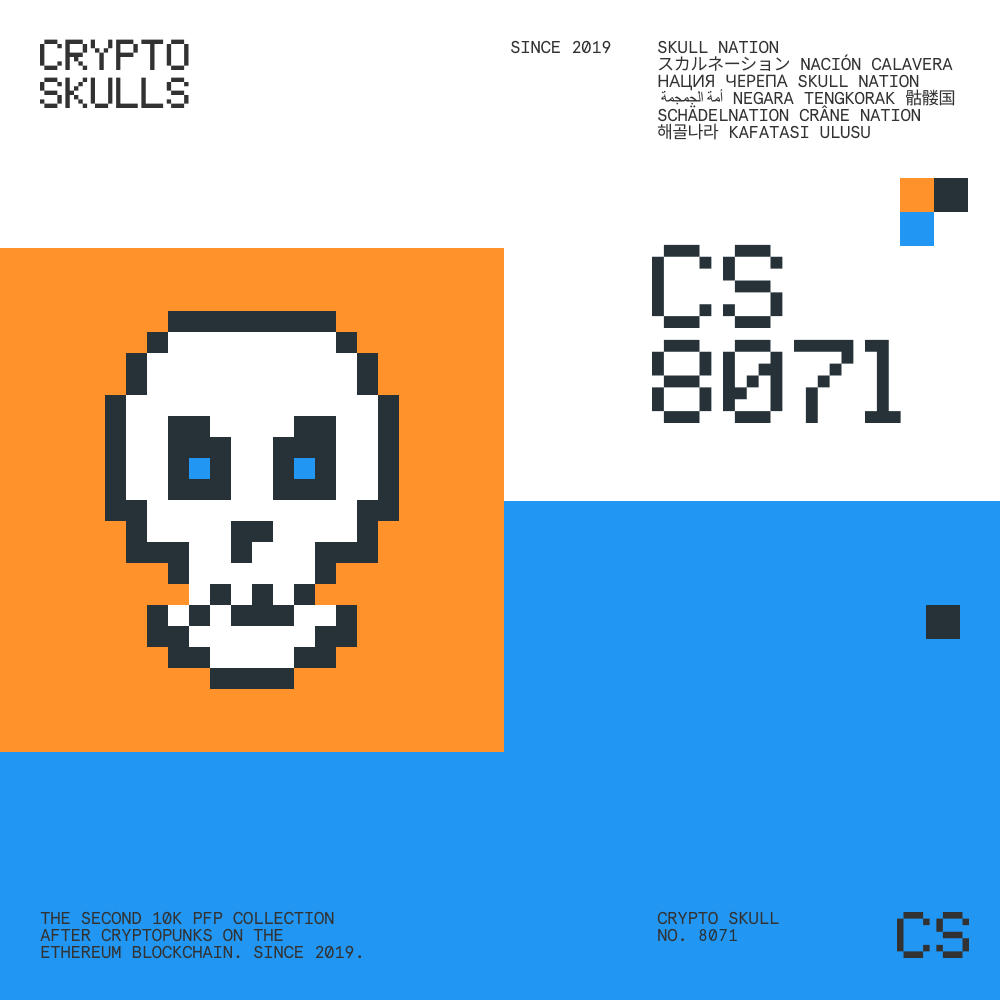 CRYPTO
SKULLS
SINCE 2019
SKULL NATION
スカルネーション NACIÓN CALAVERA
НАЦИЯ ЧЕРЕПА SKULL NATION
أمة الجمجمة NEGARA TENGKORAK 骷髅国
SCHÄDELNATION CRÂNE NATION
해골나라 KAFATASI ULUSU
CS
8071
THE SECOND 10K PFP COLLECTION
AFTER CRYPTOPUNKS ON THE
ETHEREUM BLOCKCHAIN. SINCE 2019.
CRYPTO SKULL
NO. 8071
CS